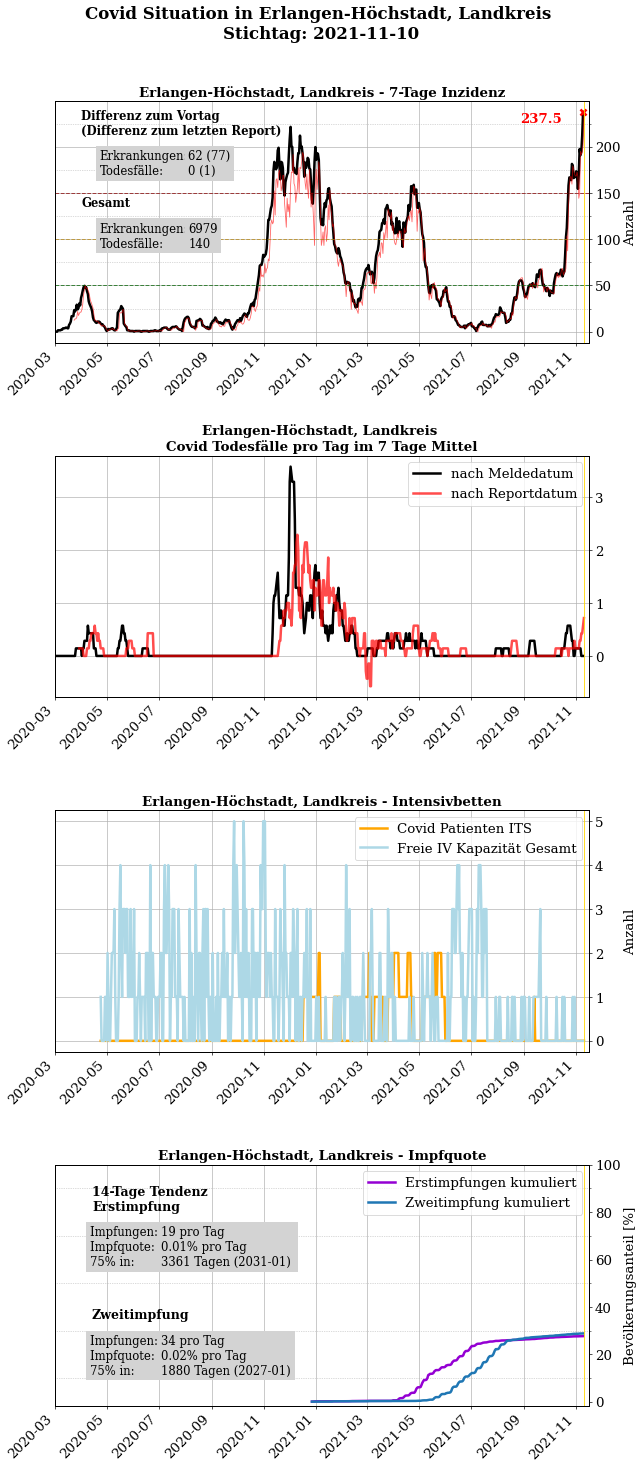 Covid Situation in Erlangen-Höchstadt, Landkreis
Stichtag: 2021-11-10
Erlangen-Höchstadt, Landkreis - 7-Tage Inzidenz
Differenz zum Vortag
(Differenz zum letzten Report)
Erkrankungen 62 (77)
Todesfälle: 0 (1)
Gesamt
Erkrankungen 6979
Todesfälle: 140
237.5
200
150
100
50
0
Anzahl
2020-03
2020-05
2020-07
2020-09
2020-11
2021-01
2021-03
2021-05
2021-07
2021-09
2021-11
Erlangen-Höchstadt, Landkreis
Covid Todesfälle pro Tag im 7 Tage Mittel
nach Meldedatum
nach Reportdatum
3
2
1
0
2020-03
2020-05
2020-07
2020-09
2020-11
2021-01
2021-03
2021-05
2021-07
2021-09
2021-11
Erlangen-Höchstadt, Landkreis - Intensivbetten
Covid Patienten ITS
Freie IV Kapazität Gesamt
5
4
3
2
1
0
Anzahl
2020-03
2020-05
2020-07
2020-09
2020-11
2021-01
2021-03
2021-05
2021-07
2021-09
2021-11
Erlangen-Höchstadt, Landkreis - Impfquote
Erstimpfungen kumuliert
Zweitimpfung kumuliert
14-Tage Tendenz
Erstimpfung
Impfungen: 19 pro Tag
Impfquote: 0.01% pro Tag
75% in: 3361 Tagen (2031-01)
Zweitimpfung
Impfungen: 34 pro Tag
Impfquote: 0.02% pro Tag
75% in: 1880 Tagen (2027-01)
100
80
60
40
20
0
Bevölkerungsanteil [%]
2020-03
2020-05
2020-07
2020-09
2020-11
2021-01
2021-03
2021-05
2021-07
2021-09
2021-11